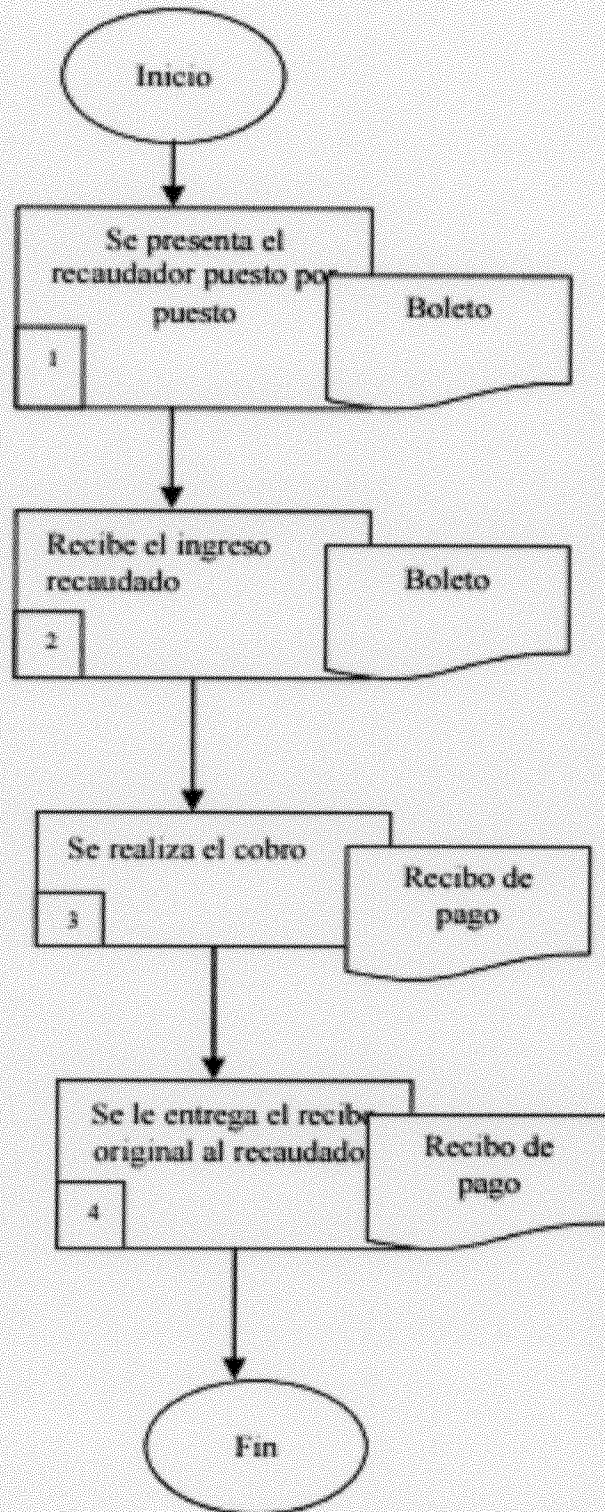 Inicio
Se presenta el
recaudador puesto por
puesto
Boleto
1
Recibe el ingreso
recaudado
Boleto
2
Se realiza el cobro
Recibo de
pago
3
Se le entrega el recibo
original al recaudado
Recibo de
pago
4
Fin